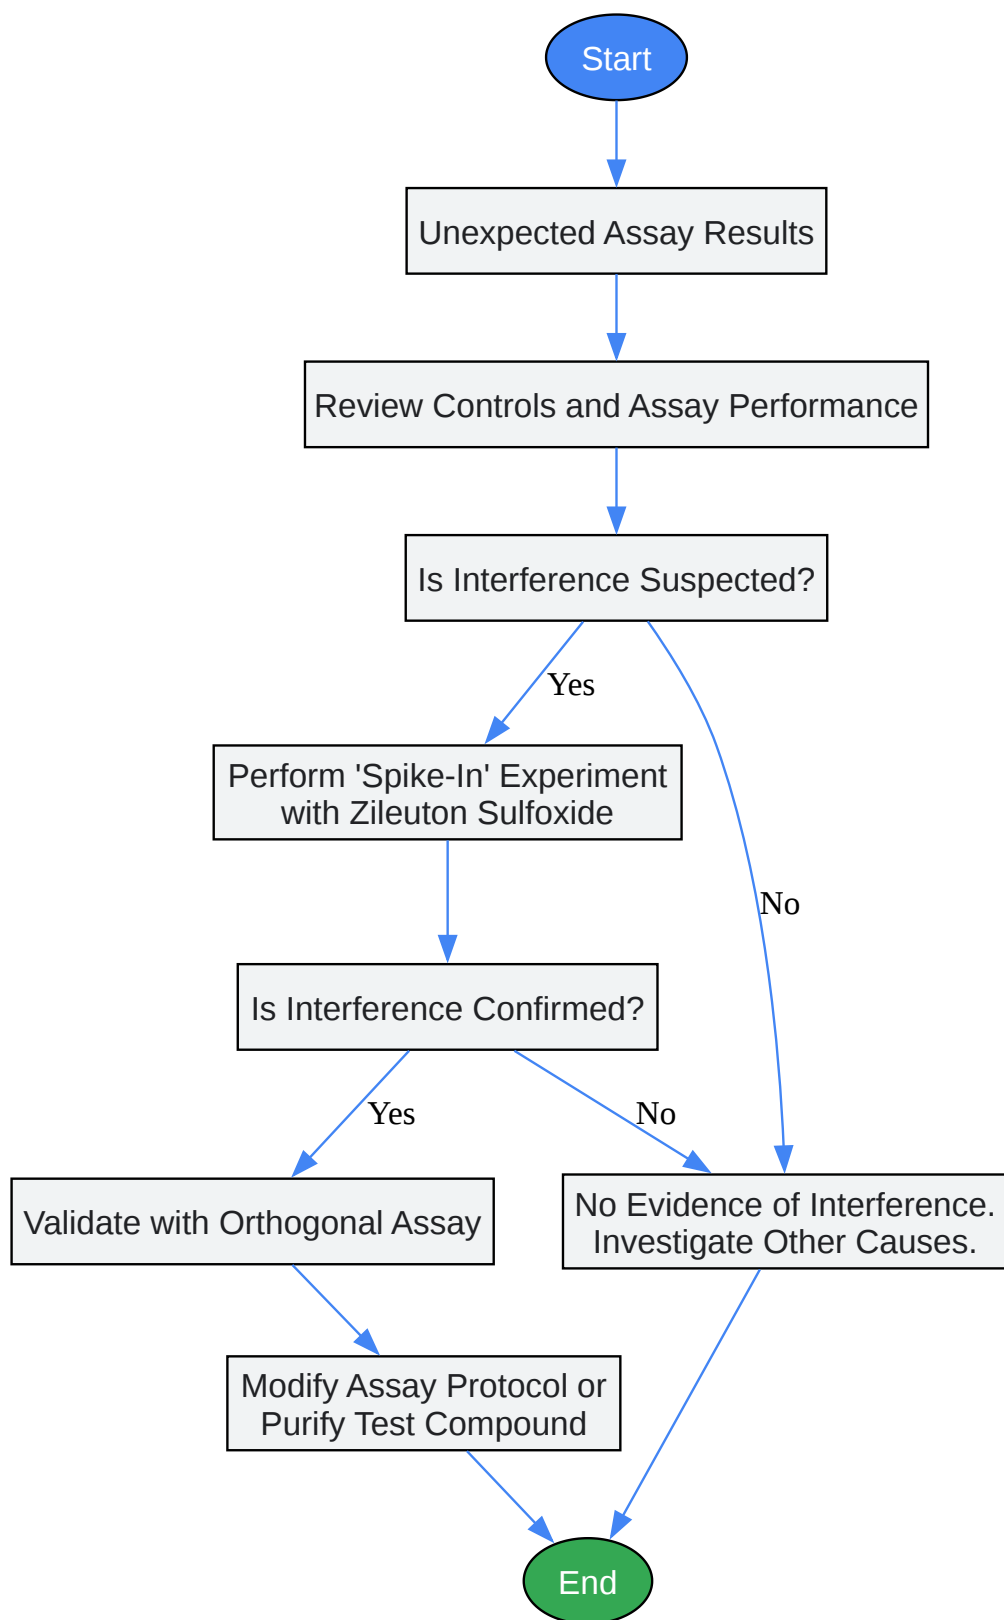 Start
Unexpected Assay Results
Review Controls and Assay Performance
Is Interference Suspected?
Yes
Perform 'Spike-In' Experiment
with Zileuton Sulfoxide
No
Is Interference Confirmed?
Yes
No
Validate with Orthogonal Assay
No Evidence of Interference.
Investigate Other Causes.
Modify Assay Protocol or
Purify Test Compound
End